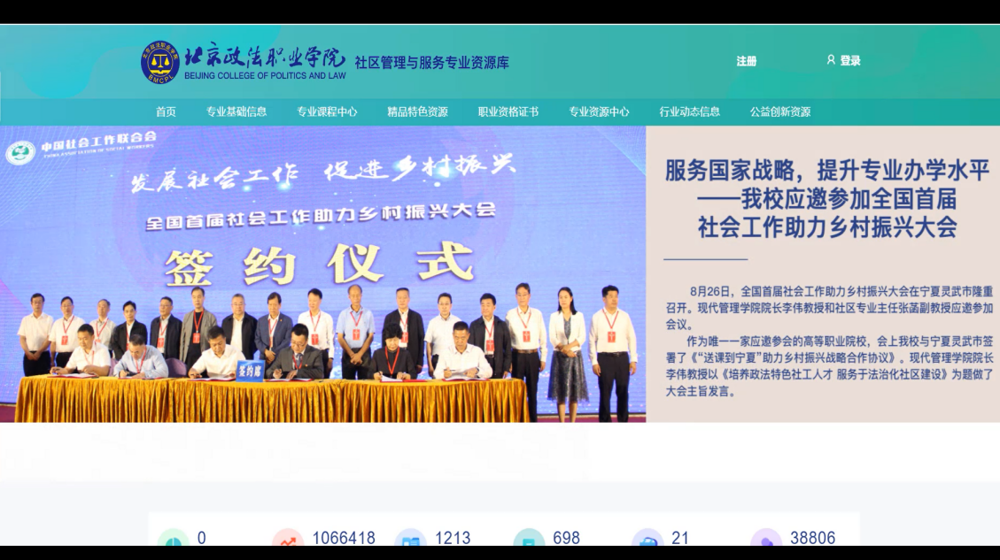 北京政法职业学院
BEIJING COLLEGE OF POLITICS AND LAW
社区管理与服务专业资源库
注册
登录
首页 专业基础信息 专业课程中心 精品特色资源 职业资格证书 专业资源中心 行业动态信息 公益创新资源
中国社会工作联合会
发展社会工作 促进乡村振兴
全国首届社会工作助力乡村振兴大会
签约仪式
签约席
服务国家战略，提升专业办学水平
——我校应邀参加全国首届
社会工作助力乡村振兴大会
8月26日，全国首届社会工作助力乡村振兴大会在宁夏灵武市隆重
召开。现代管理学院院长李伟教授和社区专业主任张菡副教授应邀参加
会议。
作为唯一一家应邀参会的高等职业院校，会上我校与宁夏灵武市签
署了《“送课到宁夏”助力乡村振兴战略合作协议》。现代管理学院院长
李伟教授以《培养政法特色社工人才 服务于法治化社区建设》为题做了
大会主旨发言。
0 1066418 1213 698 21 38806